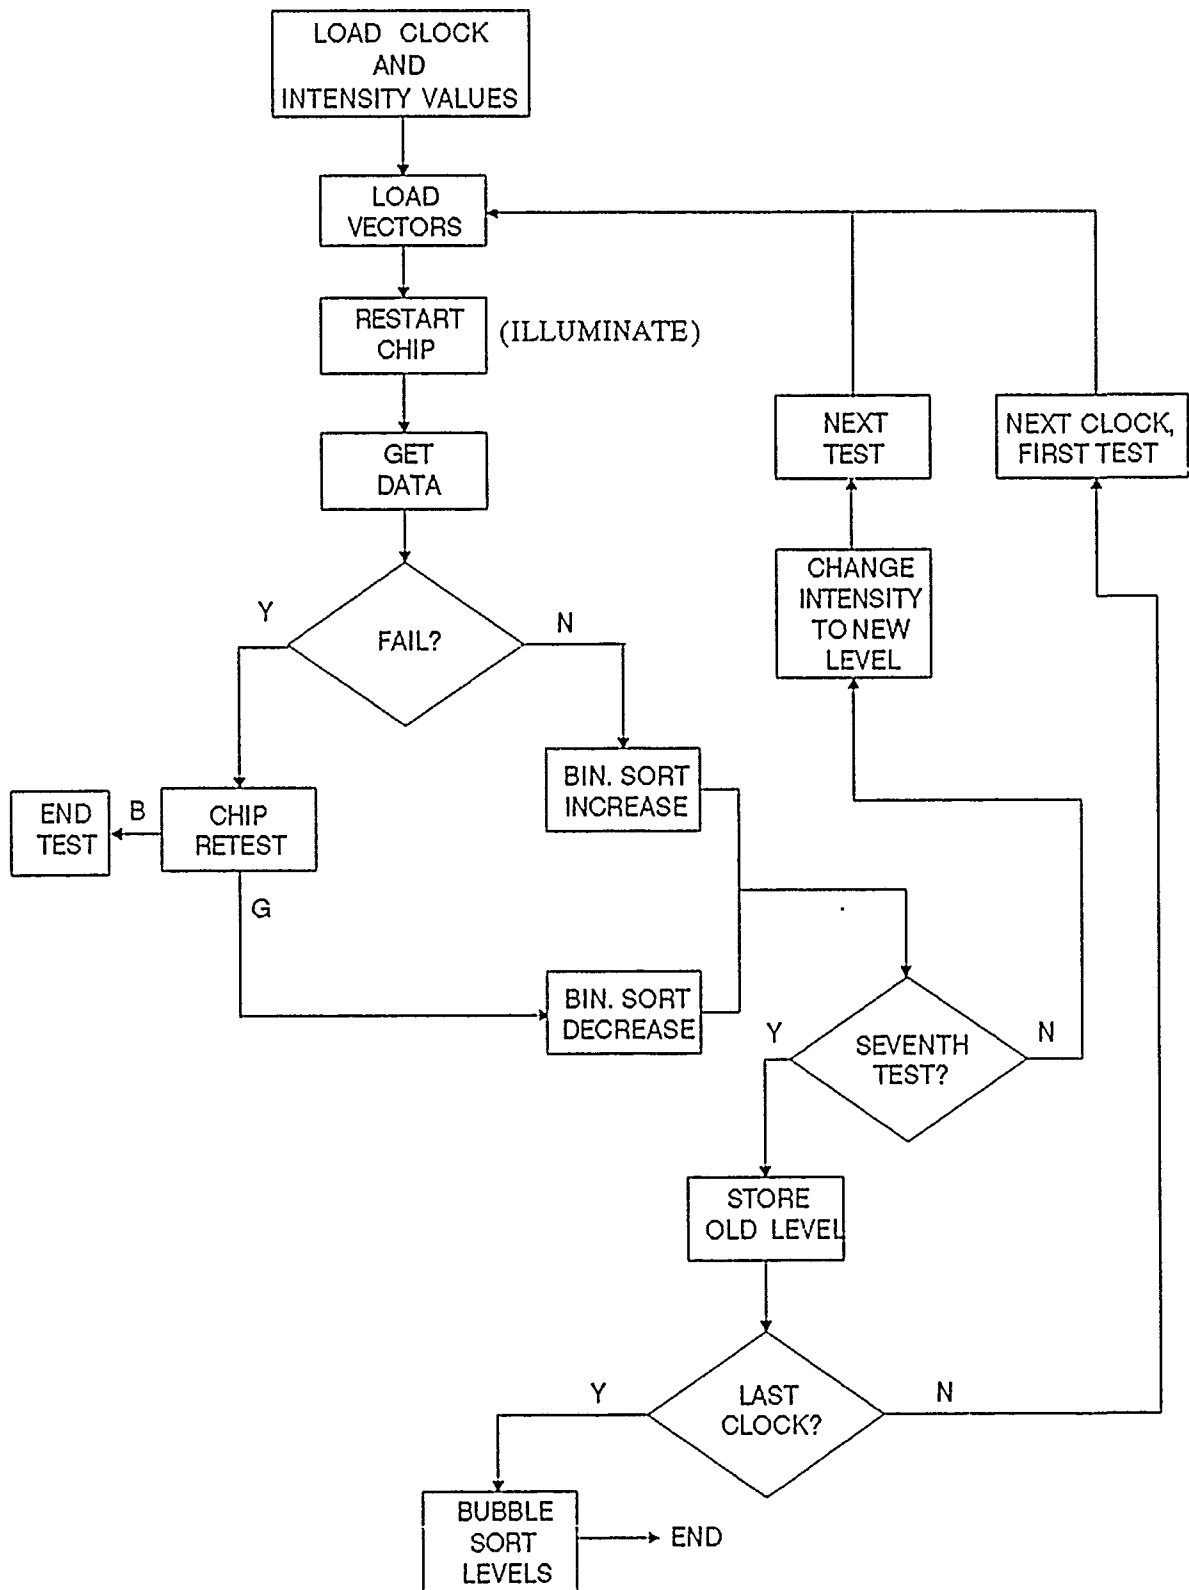 LOAD CLOCK
AND
INTENSITY VALUES
LOAD
VECTORS
RESTART
CHIP
(ILLUMINATE)
GET
DATA
NEXT
TEST
NEXT CLOCK,
FIRST TEST
CHANGE
INTENSITY
TO NEW
LEVEL
Y
FAIL?
N
BIN. SORT
INCREASE
END
TEST
B
CHIP
RETEST
G
BIN. SORT
DECREASE
Y
SEVENTH
TEST?
N
STORE
OLD LEVEL
Y
LAST
CLOCK?
N
BUBBLE
SORT
LEVELS
END